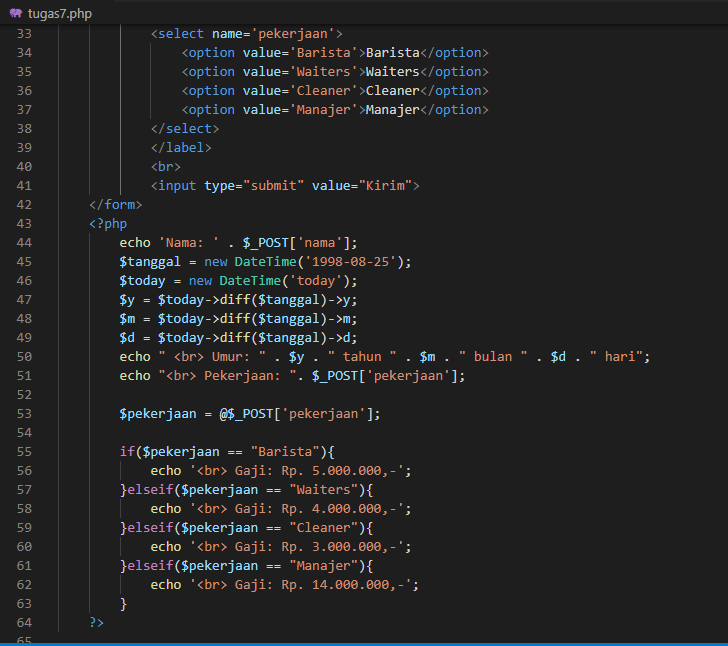 tugas7.php
33 <select name='pekerjaan'>
34 <option value='Barista'>Barista</option>
35 <option value='Waiters'>Waiters</option>
36 <option value='Cleaner'>Cleaner</option>
37 <option value='Manajer'>Manajer</option>
38 </select>
39 </label>
40 <br>
41 <input type="submit" value="Kirim">
42 </form>
43 <?php
44 echo 'Nama: ' . $_POST['nama'];
45 $tanggal = new DateTime('1998-08-25');
46 $today = new DateTime('today');
47 $y = $today->diff($tanggal)->y;
48 $m = $today->diff($tanggal)->m;
49 $d = $today->diff($tanggal)->d;
50 echo " <br> Umur: " . $y . " tahun " . $m . " bulan " . $d . " hari";
51 echo "<br> Pekerjaan: ". $_POST['pekerjaan'];
52
53 $pekerjaan = @$_POST['pekerjaan'];
54
55 if($pekerjaan == "Barista"){
56 echo '<br> Gaji: Rp. 5.000.000,-';
57 }elseif($pekerjaan == "Waiters"){
58 echo '<br> Gaji: Rp. 4.000.000,-';
59 }elseif($pekerjaan == "Cleaner"){
60 echo '<br> Gaji: Rp. 3.000.000,-';
61 }elseif($pekerjaan == "Manajer"){
62 echo '<br> Gaji: Rp. 14.000.000,-';
63 }
64 ?>
65